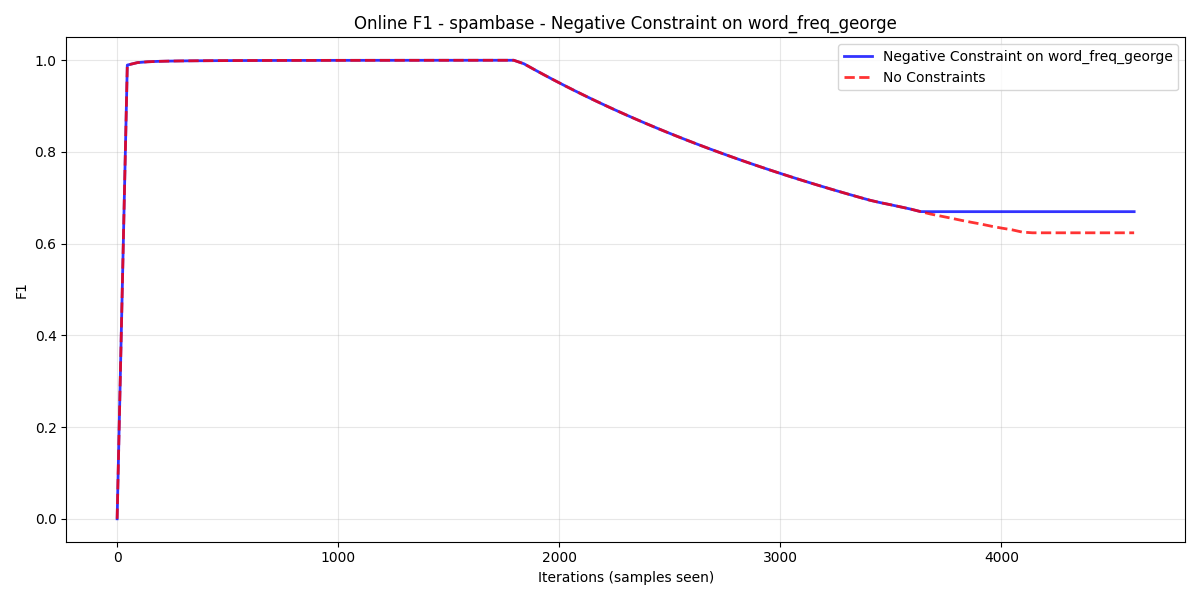 Online F1 - spambase - Negative Constraint on word_freq_george
Negative Constraint on word_freq_george
No Constraints
F1
1.0
0.8
0.6
0.4
0.2
0.0
0 1000 2000 3000 4000
Iterations (samples seen)